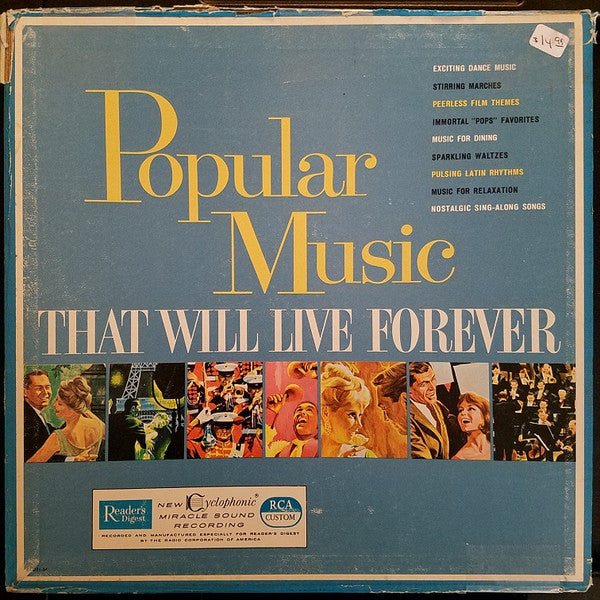 $14.95
EXCITING DANCE MUSIC
STIRRING MARCHES
PEERLESS FILM THEMES
IMMORTAL "POPS" FAVORITES
MUSIC FOR DINING
SPARKLING WALTZES
PULSING LATIN RHYTHMS
MUSIC FOR RELAXATION
NOSTALGIC SING-ALONG SONGS
Popular
Music
THAT WILL LIVE FOREVER
Reader's
Digest
NEW Cyclophonic®
MIRACLE SOUND
RECORDING
RCA
CUSTOM
RECORDED AND MANUFACTURED ESPECIALLY FOR READER'S DIGEST
BY THE RADIO CORPORATION OF AMERICA